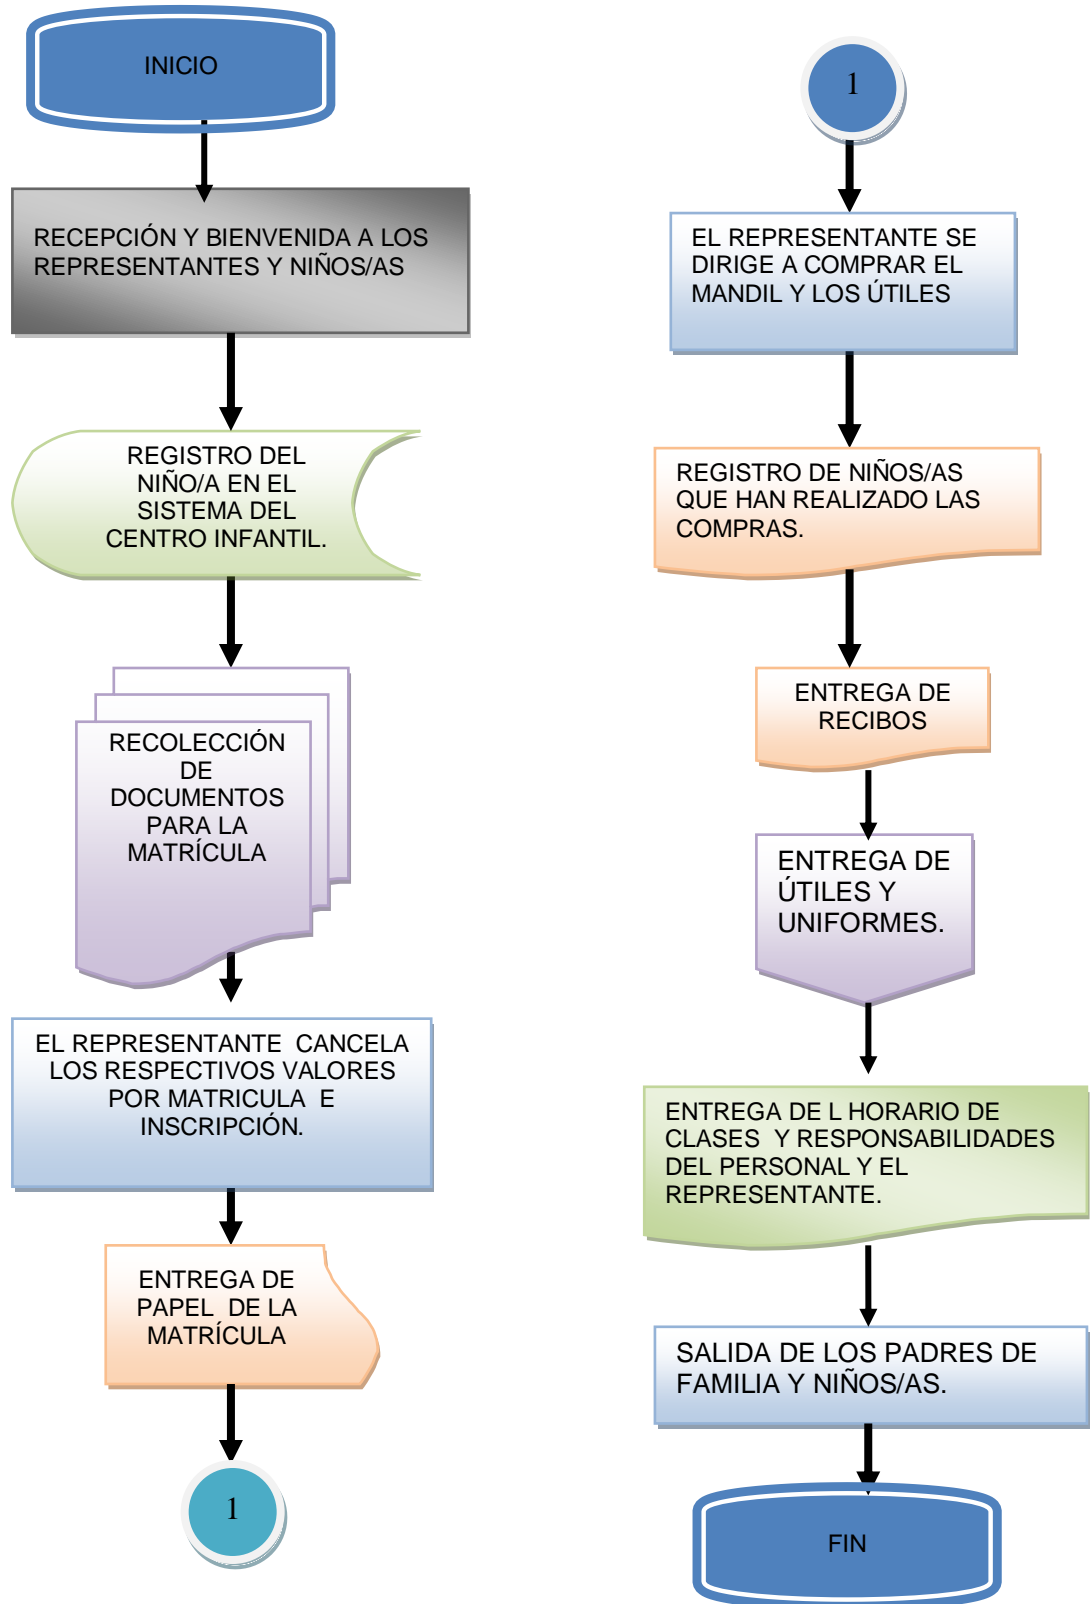 INICIO
RECEPCIÓN Y BIENVENIDA A LOS
REPRESENTANTES Y NIÑOS/AS
REGISTRO DEL
NIÑO/A EN EL
SISTEMA DEL
CENTRO INFANTIL.
RECOLECCIÓN
DE
DOCUMENTOS
PARA LA
MATRÍCULA
EL REPRESENTANTE CANCELA
LOS RESPECTIVOS VALORES
POR MATRICULA E
INSCRIPCIÓN.
ENTREGA DE
PAPEL DE LA
MATRÍCULA
1
1
EL REPRESENTANTE SE
DIRIGE A COMPRAR EL
MANDIL Y LOS ÚTILES
REGISTRO DE NIÑOS/AS
QUE HAN REALIZADO LAS
COMPRAS.
ENTREGA DE
RECIBOS
ENTREGA DE
ÚTILES Y
UNIFORMES.
ENTREGA DE L HORARIO DE
CLASES Y RESPONSABILIDADES
DEL PERSONAL Y EL
REPRESENTANTE.
SALIDA DE LOS PADRES DE
FAMILIA Y NIÑOS/AS.
FIN